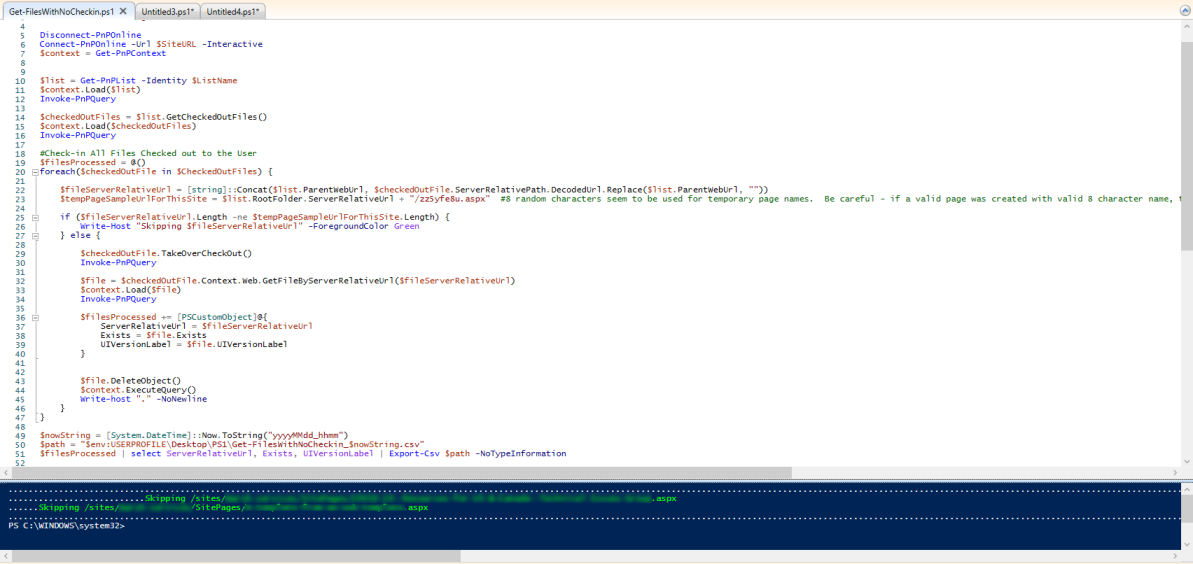 Get-FilesWithNoCheckin.ps1 X Untitled3.ps1* Untitled4.ps1*
4
5 Disconnect-PnPOnline
6 Connect-PnPOnline -Url $SiteURL -Interactive
7 $context = Get-PnPContext
8
9
10 $list = Get-PnPList -Identity $ListName
11 $context.Load($list)
12 Invoke-PnPQuery
13
14 $checkedOutFiles = $list.GetCheckedOutFiles()
15 $context.Load($checkedOutFiles)
16 Invoke-PnPQuery
17
18 #Check-in All Files Checked out to the User
19 $filesProcessed = @()
20 foreach($checkedOutFile in $CheckedOutFiles) {
21
22 $fileServerRelativeUrl = [string]::Concat($list.ParentWebUrl, $checkedOutFile.ServerRelativePath.DecodedUrl.Replace($list.ParentWebUrl, ""))
23 $tempPageSampleUrlForThisSite = $list.RootFolder.ServerRelativeUrl + "/zz5yfe8u.aspx" #8 random characters seem to be used for temporary page names. Be careful - if a valid page was created with valid 8 character name,
24
25 if ($fileServerRelativeUrl.Length -ne $tempPageSampleUrlForThisSite.Length) {
26 Write-Host "Skipping $fileServerRelativeUrl" -ForegroundColor Green
27 } else {
28
29 $checkedOutFile.TakeOverCheckOut()
30 Invoke-PnPQuery
31
32 $file = $checkedOutFile.Context.Web.GetFileByServerRelativeUrl($fileServerRelativeUrl)
33 $context.Load($file)
34 Invoke-PnPQuery
35
36 $filesProcessed += [PSCustomObject]@{
37 ServerRelativeUrl = $fileServerRelativeUrl
38 Exists = $file.Exists
39 UIVersionLabel = $file.UIVersionLabel
40 }
41
42
43 $file.DeleteObject()
44 $context.ExecuteQuery()
45 Write-host "." -NoNewline
46 }
47 }
48
49 $nowString = [System.DateTime]::Now.ToString("yyyyMMdd_hhmm")
50 $path = "$env:USERPROFILE\Desktop\PS1\Get-FilesWithNoCheckin_$nowString.csv"
51 $filesProcessed | select ServerRelativeUrl, Exists, UIVersionLabel | Export-Csv $path -NoTypeInformation
52
Skipping /sites/ .aspx
......Skipping /sites/ /SitePages/ .aspx
PS C:\WINDOWS\system32>